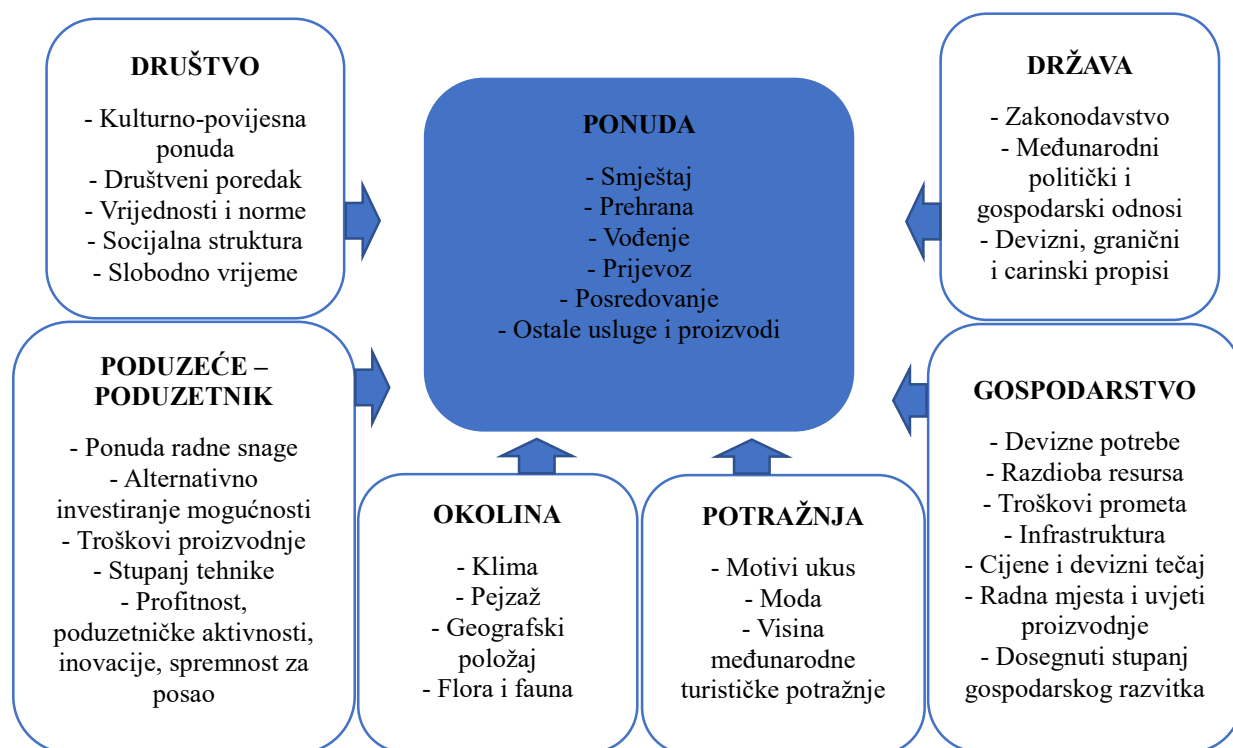 DRUŠTVO
- Kulturno-povijesna
ponuda
- Društveni poredak
- Vrijednosti i norme
- Socijalna struktura
- Slobodno vrijeme
PONUDA
- Smještaj
- Prehrana
- Vođenje
- Prijevoz
- Posredovanje
- Ostale usluge i proizvodi
DRŽAVA
- Zakonodavstvo
- Međunarodni
politički i
gospodarski odnosi
- Devizni, granični
i carinski propisi
PODUZEĆE –
PODUZETNIK
- Ponuda radne snage
- Alternativno
investiranje mogućnosti
- Troškovi proizvodnje
- Stupanj tehnike
- Profitnost,
poduzetničke aktivnosti,
inovacije, spremnost za
posao
OKOLINA
- Klima
- Pejzaž
- Geografski
položaj
- Flora i fauna
POTRAŽNJA
- Motivi ukus
- Moda
- Visina
međunarodne
turističke potražnje
GOSPODARSTVO
- Devizne potrebe
- Razdioba resursa
- Troškovi prometa
- Infrastruktura
- Cijene i devizni tečaj
- Radna mjesta i uvjeti
proizvodnje
- Dosegnuti stupanj
gospodarskog razvitka